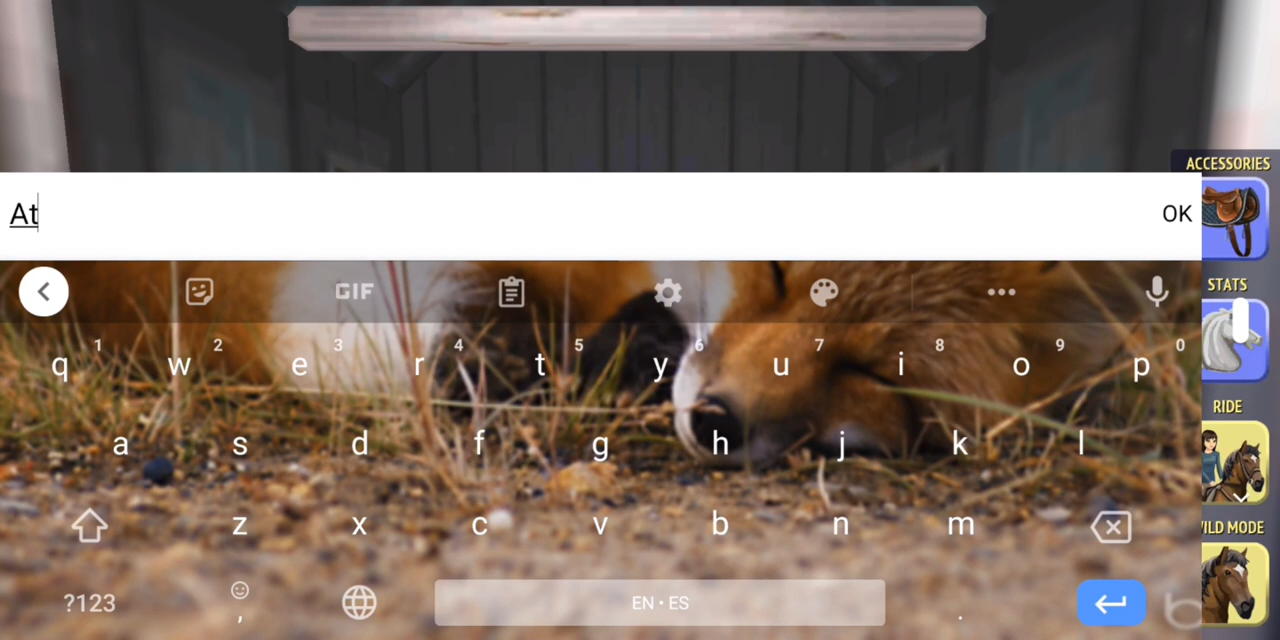 ACCESSORIES
At
OK
STATS
GIF
1 2 3 4 5 6 7 8 9 0
q w e r t y u i o p
RIDE
a s d f g h j k l
z x c v b n m
ILD MODE
?123 , EN • ES .